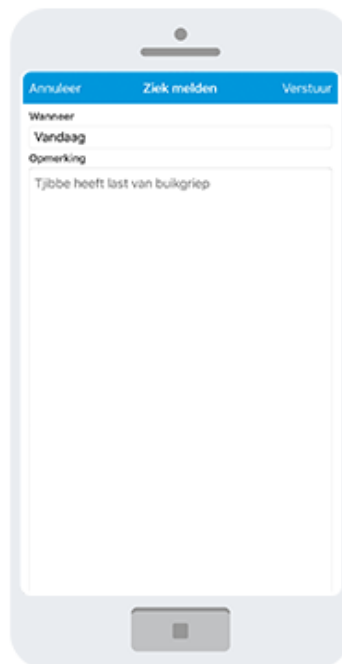 Annuleer Ziek melden Verstuur
Wanneer
Vandaag
Opmerking
Tjibbe heeft last van buikgriep